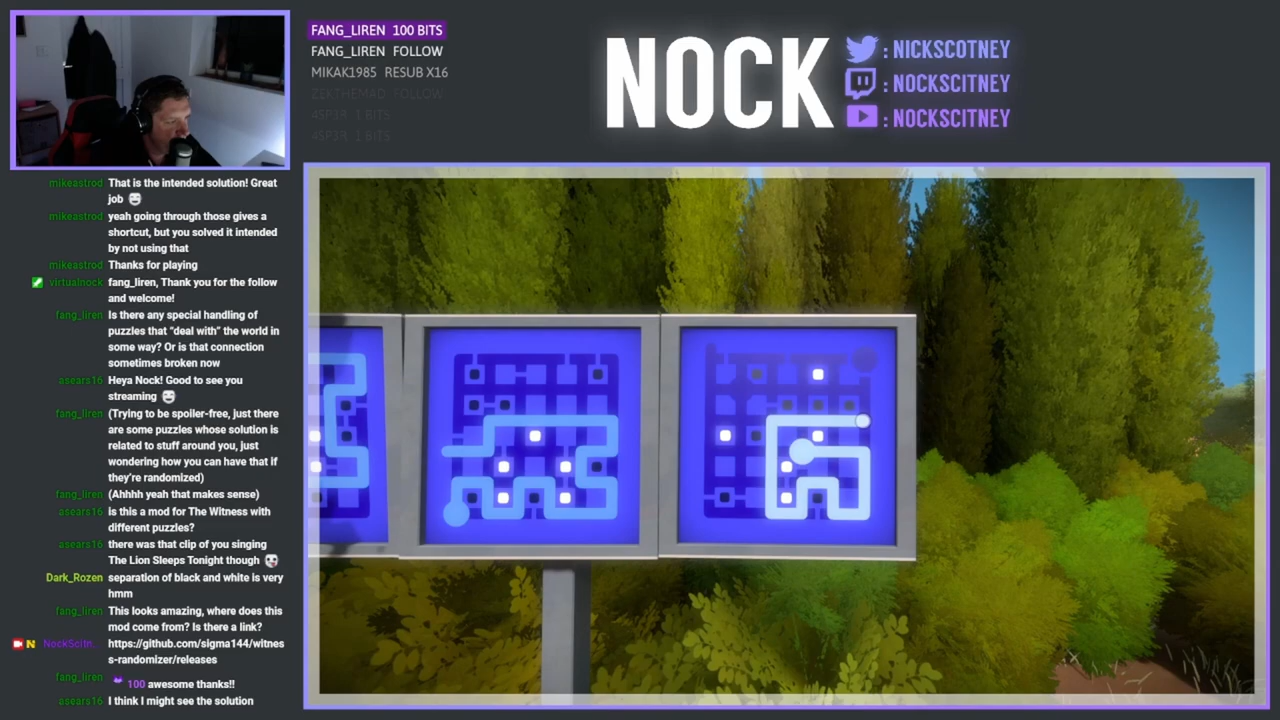 FANG_LIREN 100 BITS
FANG_LIREN FOLLOW
MIKAK1985 RESUB X16
ZEKTHEMAD FOLLOW
4SP3R 1 BITS
4SP3R 1 BITS
NOCK
: NICKSCOTNEY
: NOCKSCITNEY
: NOCKSCITNEY
mikeastrod That is the intended solution! Great
job
mikeastrod yeah going through those gives a
shortcut, but you solved it intended
by not using that
mikeastrod Thanks for playing
virtualnock fang_liren, Thank you for the follow
and welcome!
fang_liren Is there any special handling of
puzzles that “deal with” the world in
some way? Or is that connection
sometimes broken now
asears16 Heya Nock! Good to see you
streaming
fang_liren (Trying to be spoiler-free, just there
are some puzzles whose solution is
related to stuff around you, just
wondering how you can have that if
they're randomized)
fang_liren (Ahhhh yeah that makes sense)
asears16 is this a mod for The Witness with
different puzzles?
asears16 there was that clip of you singing
The Lion Sleeps Tonight though
Dark_Rozen separation of black and white is very
hmm
fang_liren This looks amazing, where does this
mod come from? Is there a link?
N NockScitn... https://github.com/sigma144/witnes
s-randomizer/releases
fang_liren 100 awesome thanks!!
asears16 I think I might see the solution